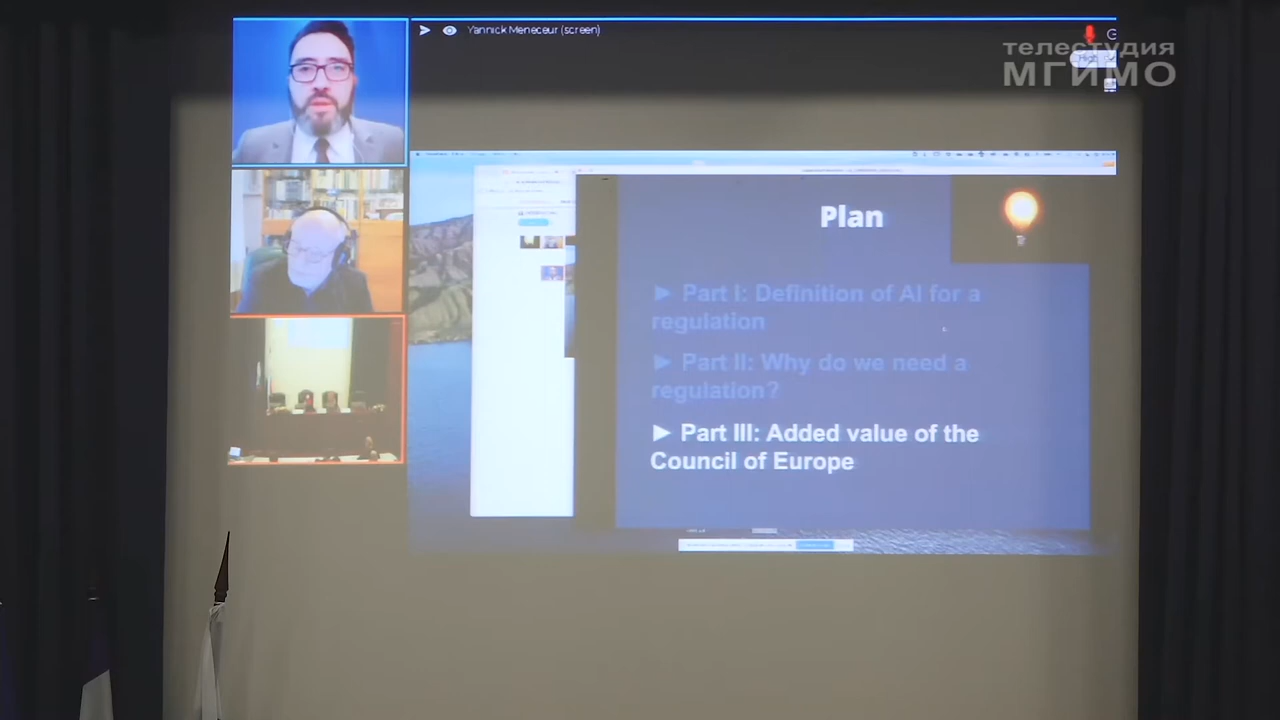 Yannick Meneceur (screen)
телестудия
МГИМО
High
Plan
► Part I: Definition of AI for a
regulation
► Part II: Why do we need a
regulation?
► Part III: Added value of the
Council of Europe